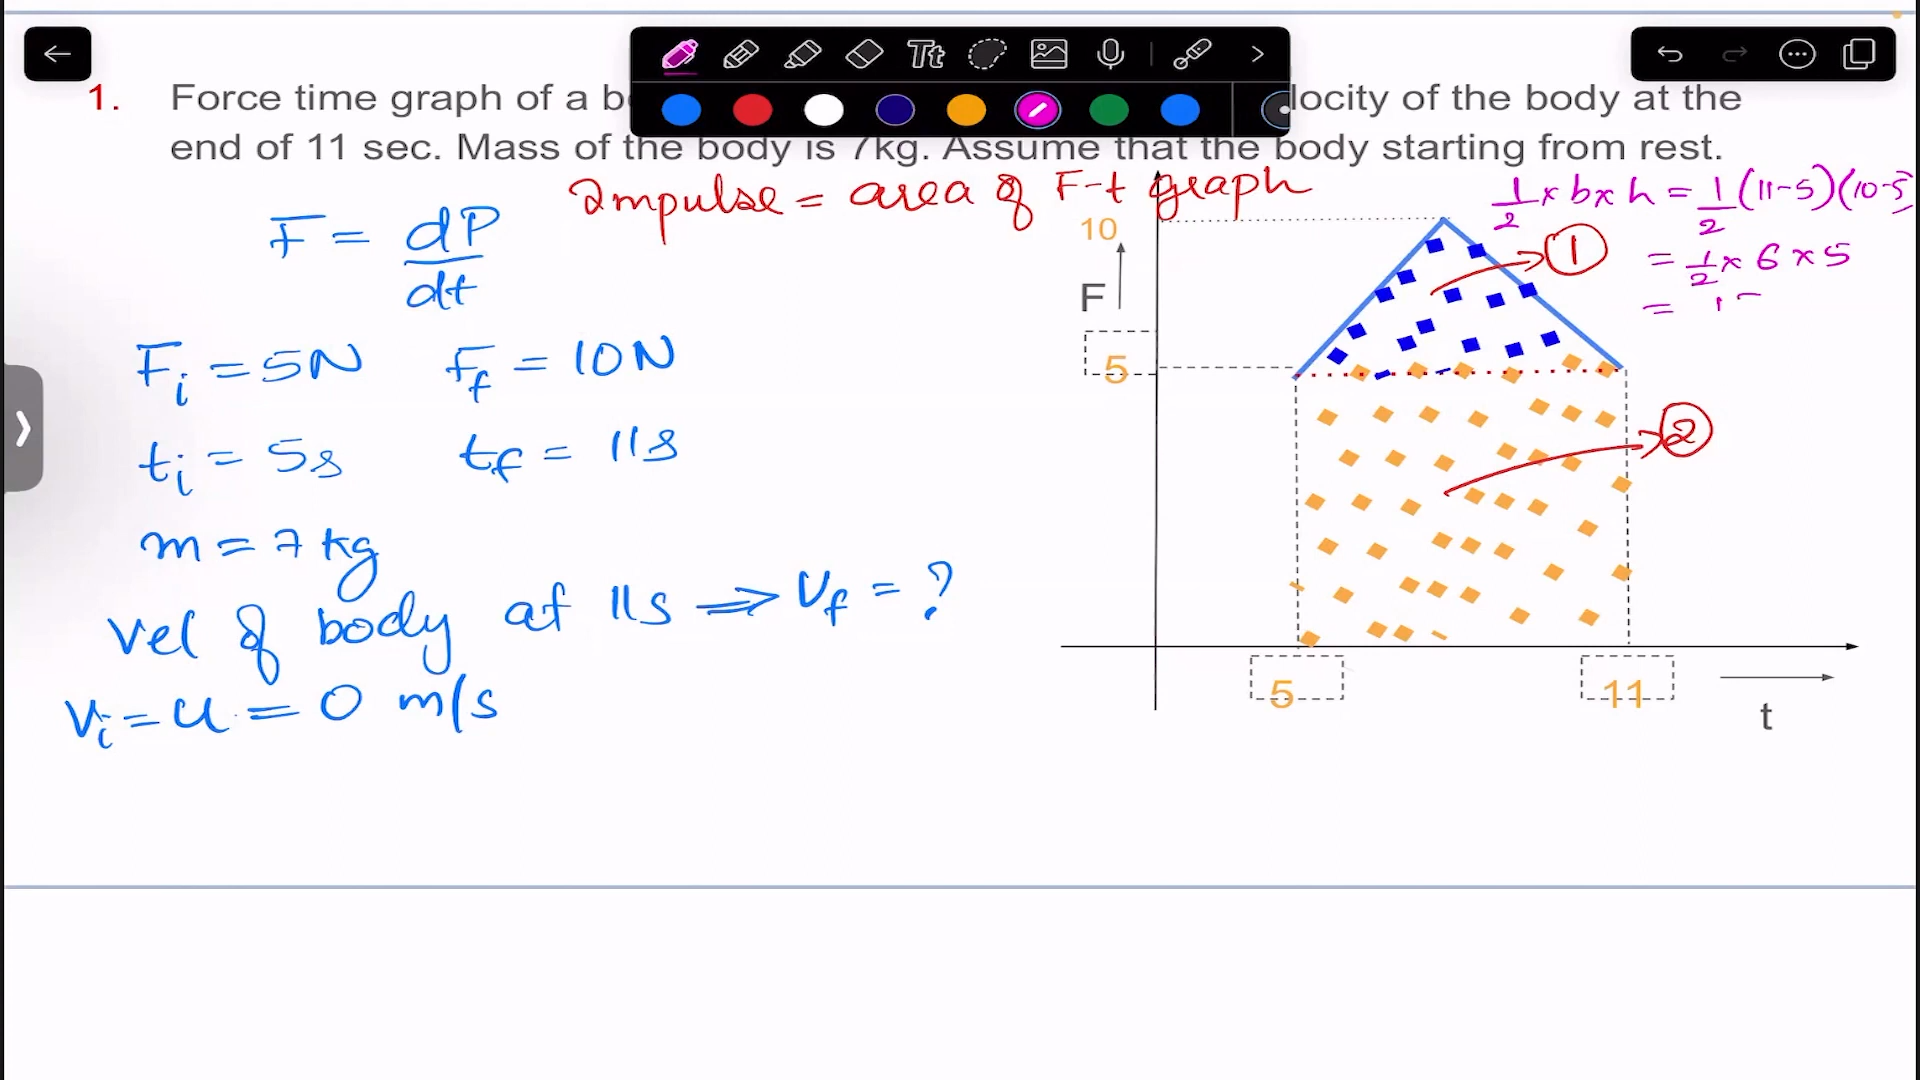 Tt
1. Force time graph of a b locity of the body at the
end of 11 sec. Mass of the body is 7kg. Assume that the body starting from rest.
Impulse = area of F-t graph
1/2 x b x h = 1/2 (11-5)(10-5)
= 1/2 x 6 x 5
=
F = dP/dt
Fi = 5N Ff = 10N
ti = 5s tf = 11s
m = 7 kg
vel of body at 11s ⇒ Vf = ?
Vi = u = 0 m/s
10
F
5
1
2
5
11
t